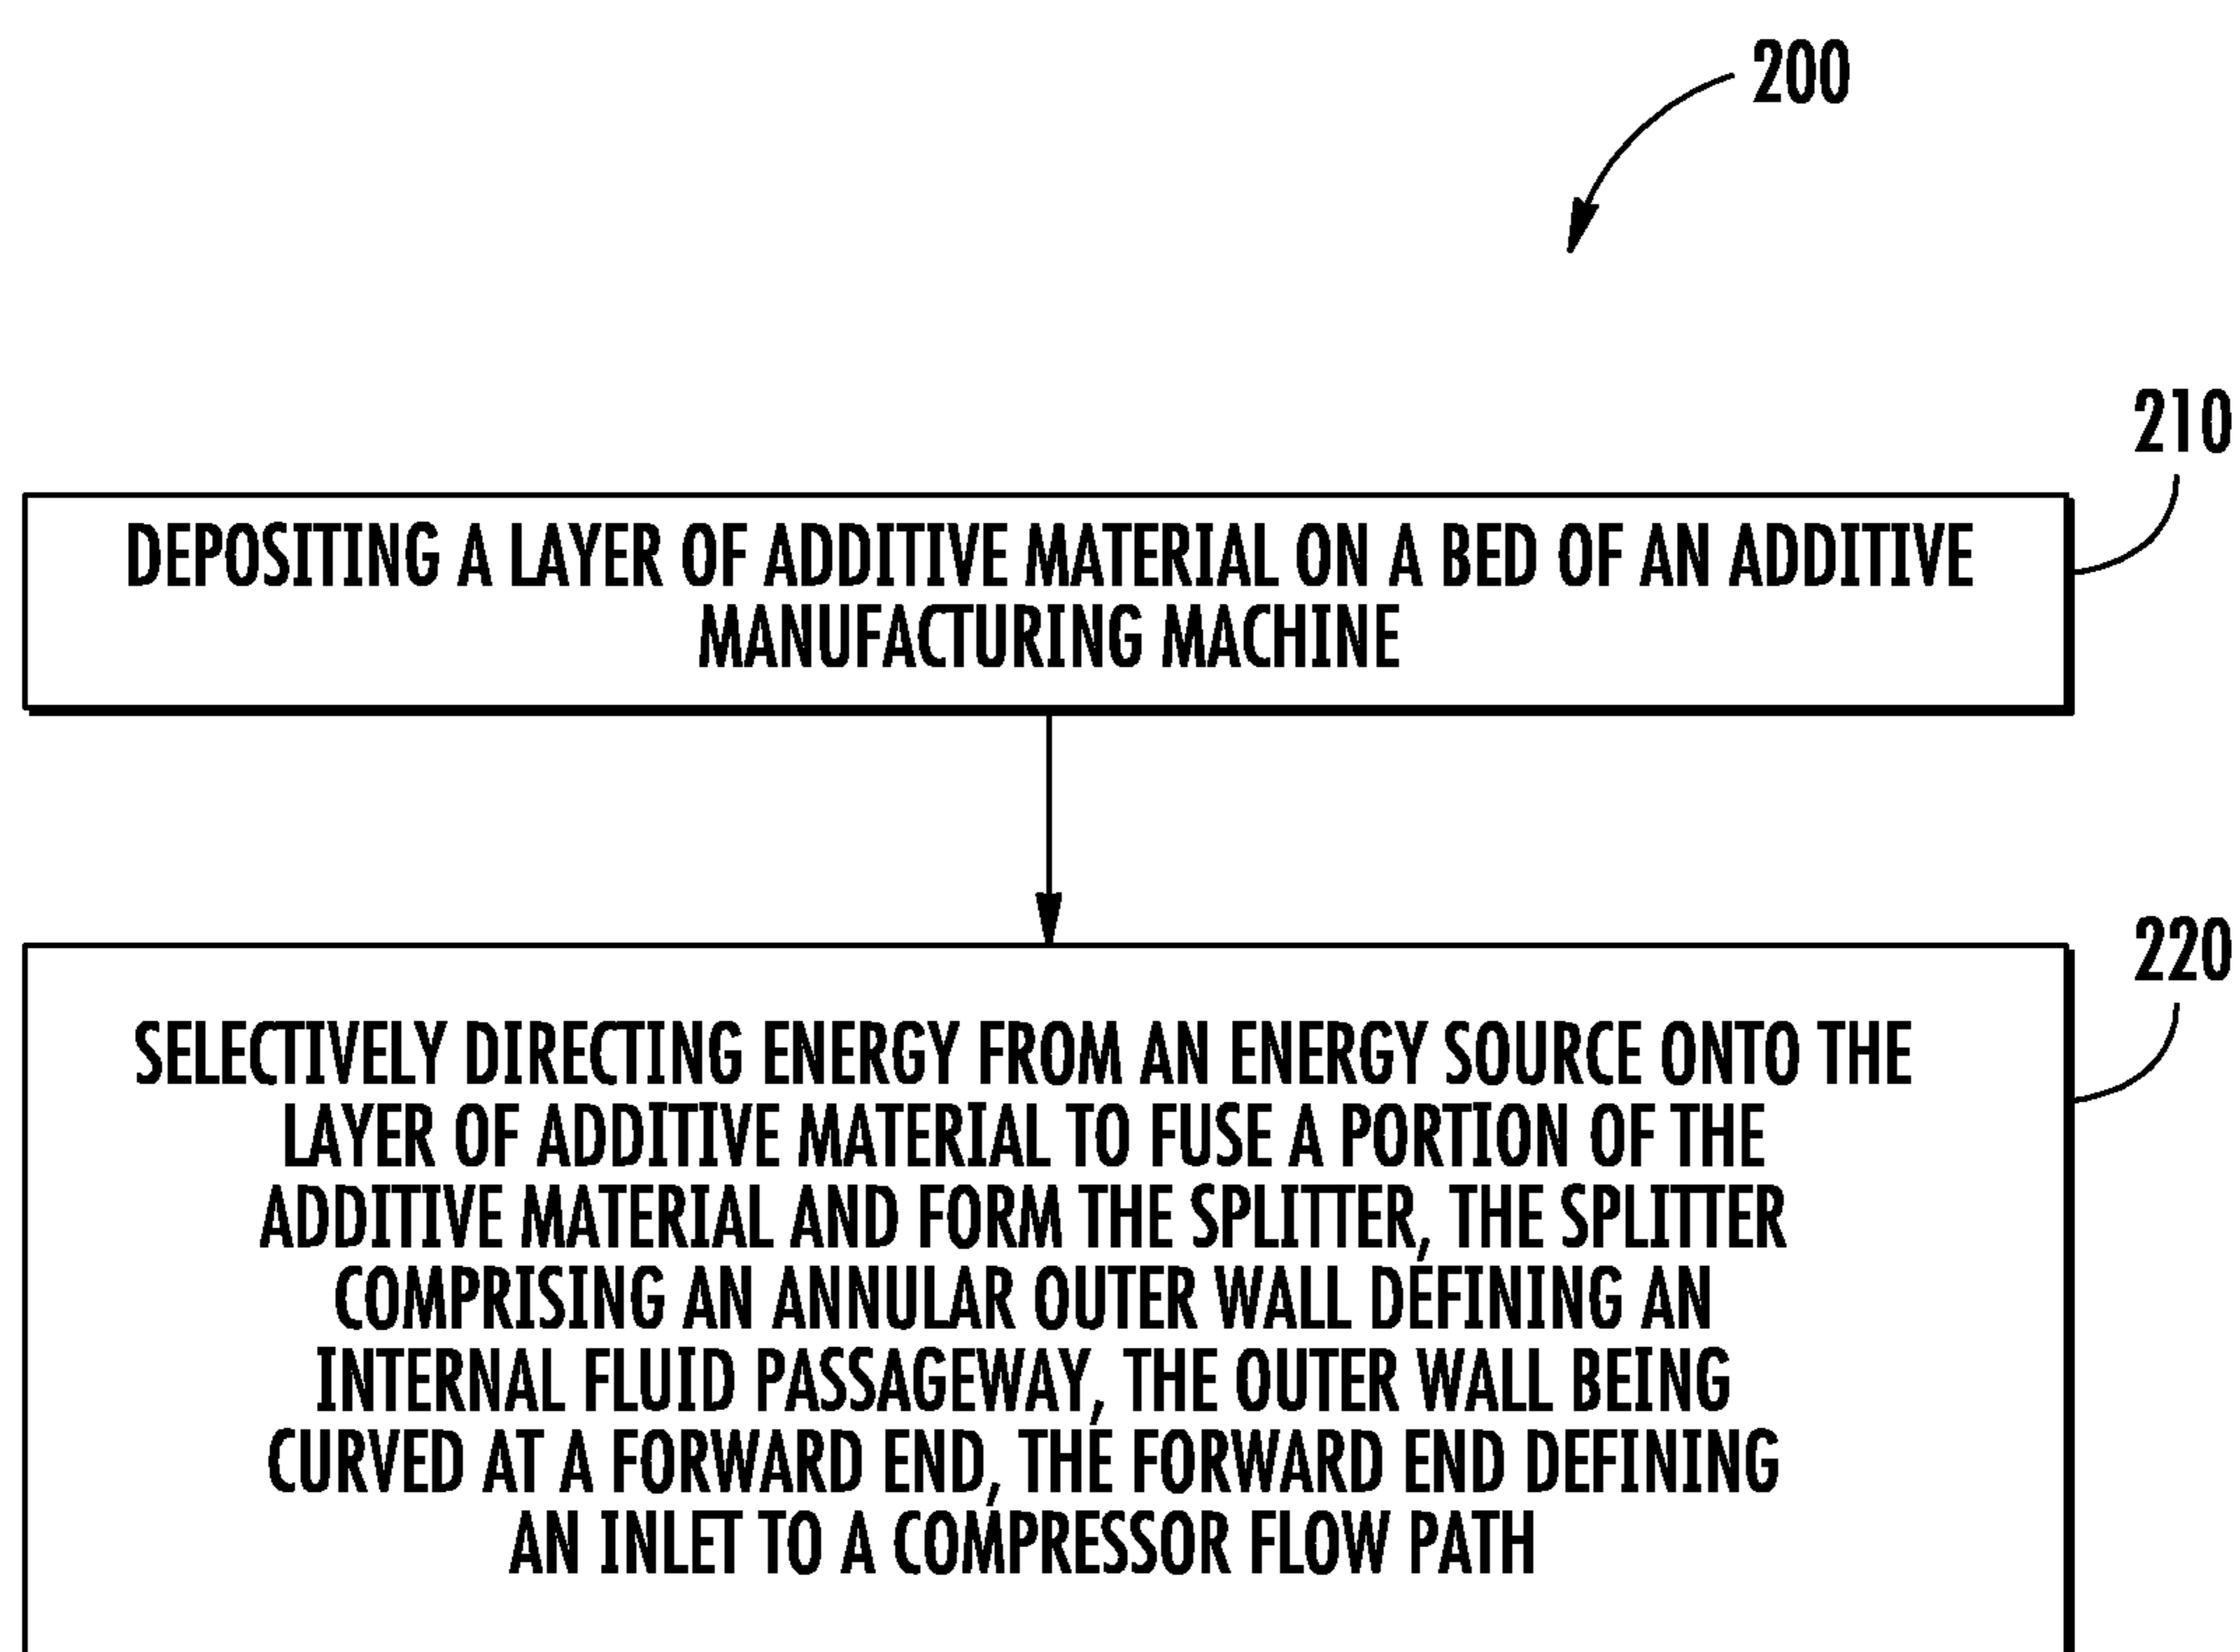 200
210
DEPOSITING A LAYER OF ADDITIVE MATERIAL ON A BED OF AN ADDITIVE
MANUFACTURING MACHINE
220
SELECTIVELY DIRECTING ENERGY FROM AN ENERGY SOURCE ONTO THE
LAYER OF ADDITIVE MATERIAL TO FUSE A PORTION OF THE
ADDITIVE MATERIAL AND FORM THE SPLITTER, THE SPLITTER
COMPRISING AN ANNULAR OUTER WALL DEFINING AN
INTERNAL FLUID PASSAGEWAY, THE OUTER WALL BEING
CURVED AT A FORWARD END, THE FORWARD END DEFINING
AN INLET TO A COMPRESSOR FLOW PATH